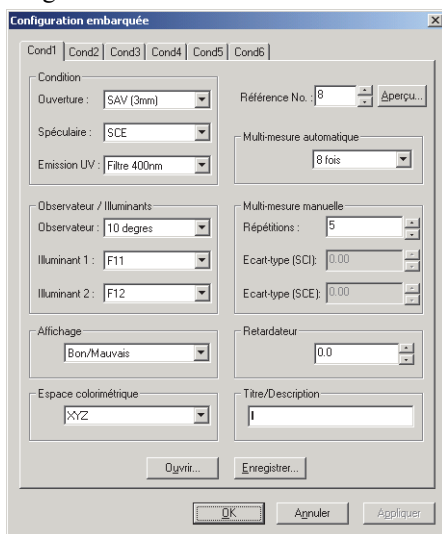 Configuration embarquée
Cond1 Cond2 Cond3 Cond4 Cond5 Cond6
Condition
Ouverture : SAV (3mm)
Spéculaire : SCE
Emission UV : Filtre 400nm
Référence No. : 8 Aperçu...
Multi-mesure automatique
8 fois
Observateur / Illuminants
Observateur : 10 degres
Illuminant 1 : F11
Illuminant 2 : F12
Multi-mesure manuelle
Répétitions : 5
Ecart-type (SCI): 0.00
Ecart-type (SCE): 0.00
Affichage
Bon/Mauvais
Retardateur
0.0
Espace colorimétrique
XYZ
Titre/Description
Ouvrir... Enregistrer...
OK Annuler Appliquer